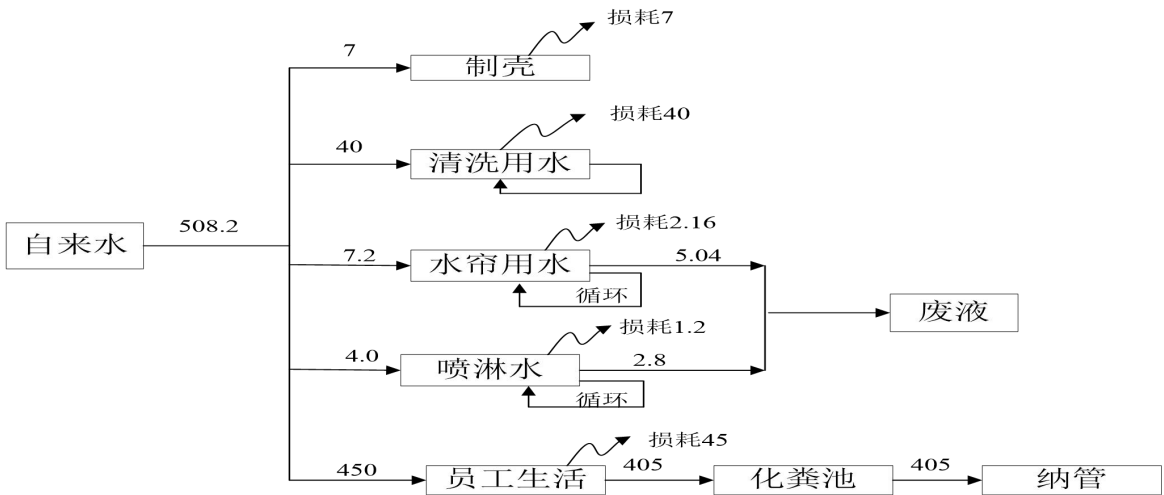 损耗7
7
制壳
损耗40
40
清洗用水
508.2
自来水
损耗2.16
7.2
水帘用水
5.04
循环
废液
损耗1.2
4.0
喷淋水
2.8
循环
损耗45
450
员工生活
405
化粪池
405
纳管